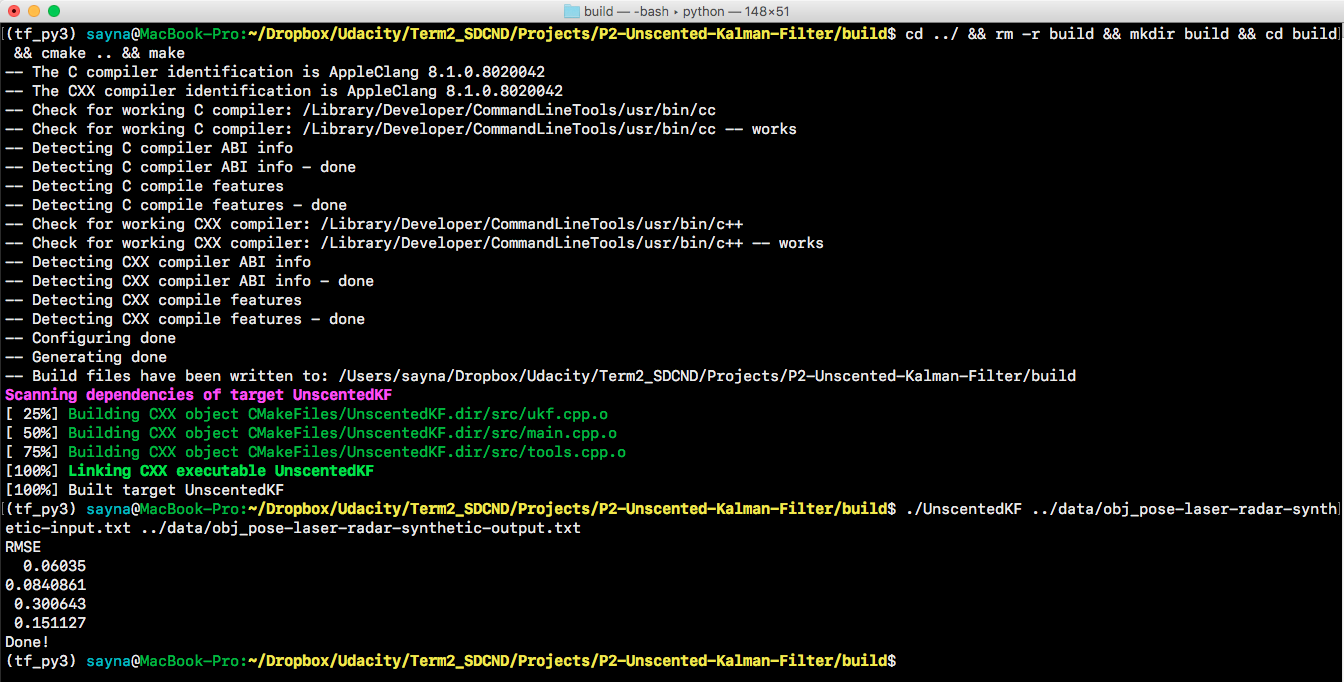 build — -bash ▸ python — 148×51
(tf_py3) sayna@MacBook-Pro:~/Dropbox/Udacity/Term2_SDCND/Projects/P2-Unscented-Kalman-Filter/build$ cd ../ && rm -r build && mkdir build && cd build
&& cmake .. && make
-- The C compiler identification is AppleClang 8.1.0.8020042
-- The CXX compiler identification is AppleClang 8.1.0.8020042
-- Check for working C compiler: /Library/Developer/CommandLineTools/usr/bin/cc
-- Check for working C compiler: /Library/Developer/CommandLineTools/usr/bin/cc -- works
-- Detecting C compiler ABI info
-- Detecting C compiler ABI info - done
-- Detecting C compile features
-- Detecting C compile features - done
-- Check for working CXX compiler: /Library/Developer/CommandLineTools/usr/bin/c++
-- Check for working CXX compiler: /Library/Developer/CommandLineTools/usr/bin/c++ -- works
-- Detecting CXX compiler ABI info
-- Detecting CXX compiler ABI info - done
-- Detecting CXX compile features
-- Detecting CXX compile features - done
-- Configuring done
-- Generating done
-- Build files have been written to: /Users/sayna/Dropbox/Udacity/Term2_SDCND/Projects/P2-Unscented-Kalman-Filter/build
Scanning dependencies of target UnscentedKF
[ 25%] Building CXX object CMakeFiles/UnscentedKF.dir/src/ukf.cpp.o
[ 50%] Building CXX object CMakeFiles/UnscentedKF.dir/src/main.cpp.o
[ 75%] Building CXX object CMakeFiles/UnscentedKF.dir/src/tools.cpp.o
[100%] Linking CXX executable UnscentedKF
[100%] Built target UnscentedKF
(tf_py3) sayna@MacBook-Pro:~/Dropbox/Udacity/Term2_SDCND/Projects/P2-Unscented-Kalman-Filter/build$ ./UnscentedKF ../data/obj_pose-laser-radar-synth
etic-input.txt ../data/obj_pose-laser-radar-synthetic-output.txt
RMSE
0.06035
0.0840861
0.300643
0.151127
Done!
(tf_py3) sayna@MacBook-Pro:~/Dropbox/Udacity/Term2_SDCND/Projects/P2-Unscented-Kalman-Filter/build$